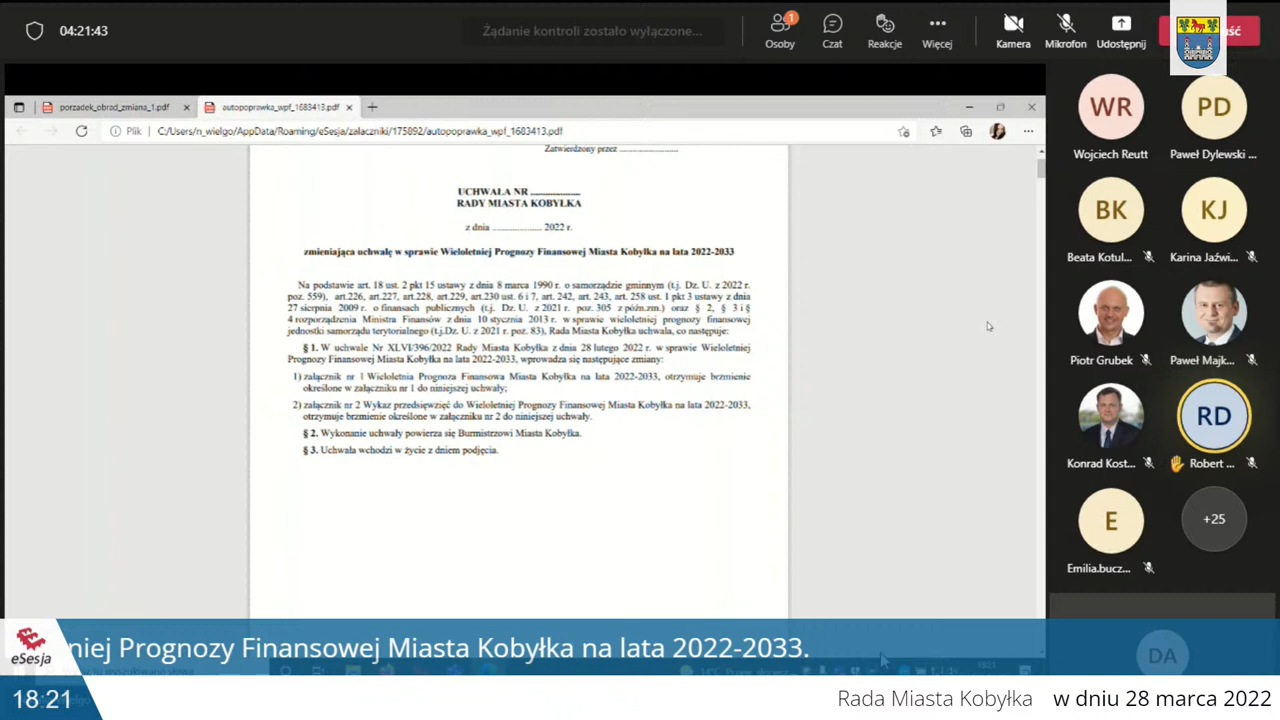 04:21:43
Żądanie kontroli zostało wyłączone...
1
Osoby
Czat
Reakcje
Więcej
Kamera
Mikrofon
Udostępnij
porzadek_obrad_zmiana_1.pdf
autopoprawka_wpf_1683413.pdf
Plik
C:/Users/n_wielgo/AppData/Roaming/eSesja/zalaczniki/175892/autopoprawka_wpf_1683413.pdf
Zatwierdzony przez ....................
UCHWAŁA NR ....................
RADY MIASTA KOBYŁKA
z dnia .................... 2022 r.
zmieniająca uchwałę w sprawie Wieloletniej Prognozy Finansowej Miasta Kobyłka na lata 2022-2033
Na podstawie art. 18 ust. 2 pkt 15 ustawy z dnia 8 marca 1990 r. o samorządzie gminnym (t.j. Dz. U. z 2022 r.
poz. 559), art.226, art.227, art.228, art.229, art.230 ust. 6 i 7, art. 242, art. 243, art. 258 ust. 1 pkt 3 ustawy z dnia
27 sierpnia 2009 r. o finansach publicznych (t.j. Dz. U. z 2021 r. poz. 305 z późn.zm.) oraz § 2, § 3 i §
4 rozporządzenia Ministra Finansów z dnia 10 stycznia 2013 r. w sprawie wieloletniej prognozy finansowej
jednostki samorządu terytorialnego (t.j.Dz. U. z 2021 r. poz. 83), Rada Miasta Kobyłka uchwala, co następuje:
§ 1. W uchwale Nr XLVI/396/2022 Rady Miasta Kobyłka z dnia 28 lutego 2022 r. w sprawie Wieloletniej
Prognozy Finansowej Miasta Kobyłka na lata 2022-2033, wprowadza się następujące zmiany:
1) załącznik nr 1 Wieloletnia Prognoza Finansowa Miasta Kobyłka na lata 2022-2033, otrzymuje brzmienie
określone w załączniku nr 1 do niniejszej uchwały;
2) załącznik nr 2 Wykaz przedsięwzięć do Wieloletniej Prognozy Finansowej Miasta Kobyłka na lata 2022-2033,
otrzymuje brzmienie określone w załączniku nr 2 do niniejszej uchwały.
§ 2. Wykonanie uchwały powierza się Burmistrzowi Miasta Kobyłka.
§ 3. Uchwała wchodzi w życie z dniem podjęcia.
WR
PD
Wojciech Reutt
Paweł Dylewski ...
BK
KJ
Beata Kotul...
Karina Jaźwi...
Piotr Grubek
Paweł Majk...
RD
Konrad Kost...
Robert ...
E
+25
Emilia.bucz...
DA
eSesja
niej Prognozy Finansowej Miasta Kobyłka na lata 2022-2033.
18:21
Rada Miasta Kobyłka w dniu 28 marca 2022